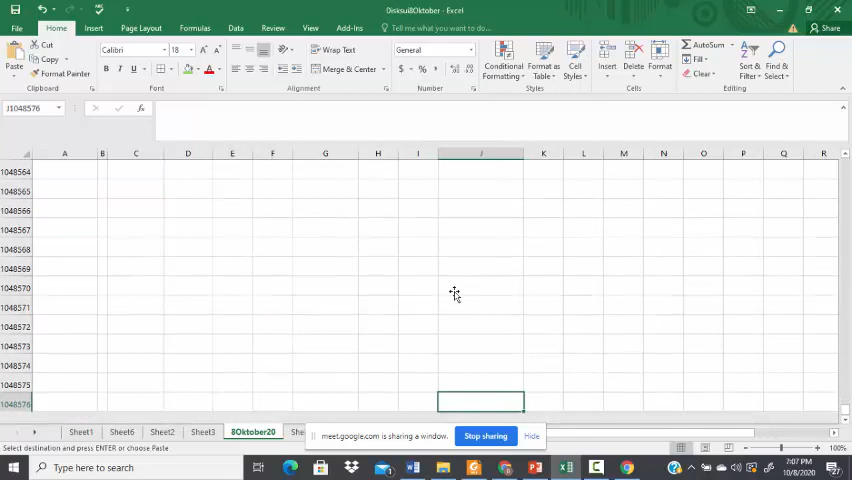 Disksui8Oktober - Excel
File Home Insert Page Layout Formulas Data Review View Add-Ins Tell me what you want to do... Share
Paste Cut Copy Format Painter Clipboard
Calibri 18 B I U Font
Wrap Text Merge & Center Alignment
General $ % Number
Conditional Formatting Format as Table Cell Styles Styles
Insert Delete Format Cells
AutoSum Fill Clear Sort & Filter Find & Select Editing
J1048576 fx
A B C D E F G H I J K L M N O P Q R
1048564
1048565
1048566
1048567
1048568
1048569
1048570
1048571
1048572
1048573
1048574
1048575
1048576
Sheet1 Sheet6 Sheet2 Sheet3 8Oktober20 She
meet.google.com is sharing a window. Stop sharing Hide
Select destination and press ENTER or choose Paste 100%
Type here to search
7:07 PM
10/8/2020
27